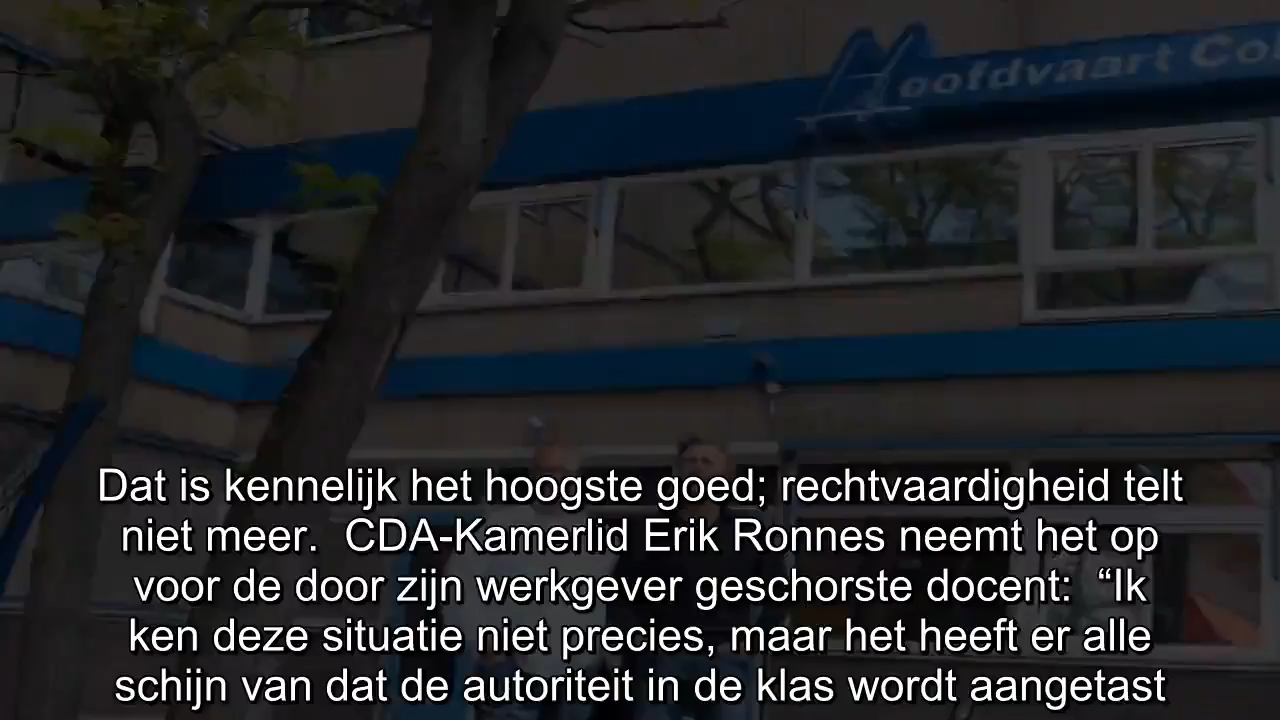 oofdvaart Co
Dat is kennelijk het hoogste goed; rechtvaardigheid telt
niet meer.  CDA-Kamerlid Erik Ronnes neemt het op
voor de door zijn werkgever geschorste docent:  “Ik
ken deze situatie niet precies, maar het heeft er alle
schijn van dat de autoriteit in de klas wordt aangetast